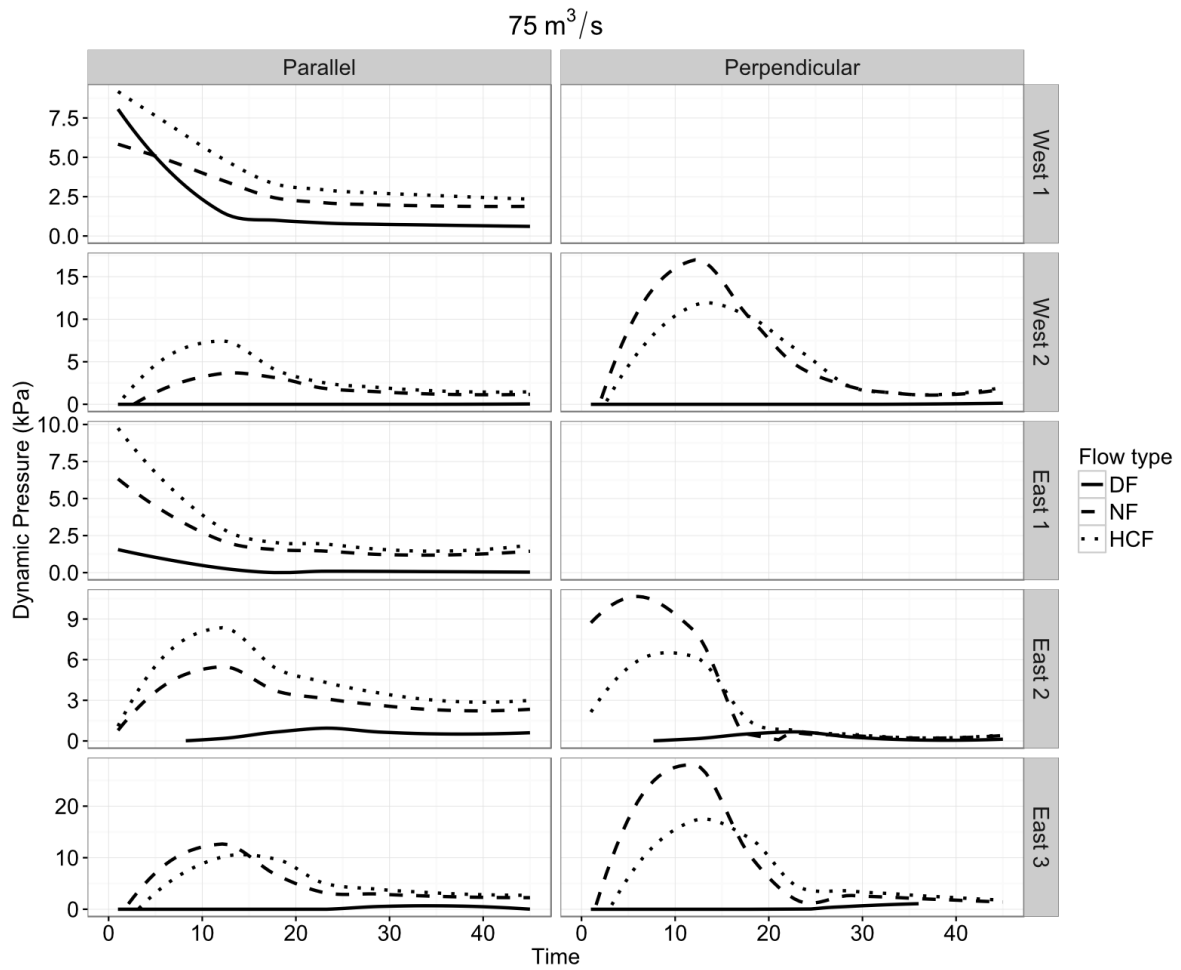 75 m³/s
Parallel
Perpendicular
Dynamic Pressure (kPa)
7.5
5.0
2.5
0.0
West 1
15
10
5
0
West 2
10.0
7.5
5.0
2.5
0.0
East 1
9
6
3
0
East 2
20
10
0
East 3
0
10
20
30
40
0
10
20
30
40
Time
Flow type
DF
NF
HCF